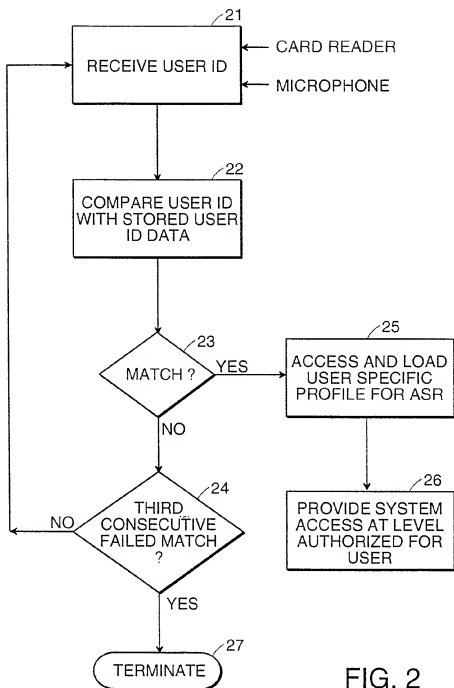 21
RECEIVE USER ID
CARD READER
MICROPHONE
22
COMPARE USER ID
WITH STORED USER
ID DATA
23
MATCH ?
YES
NO
25
ACCESS AND LOAD
USER SPECIFIC
PROFILE FOR ASR
24
THIRD
CONSECUTIVE
FAILED MATCH
?
NO
YES
26
PROVIDE SYSTEM
ACCESS AT LEVEL
AUTHORIZED FOR
USER
27
TERMINATE
FIG. 2